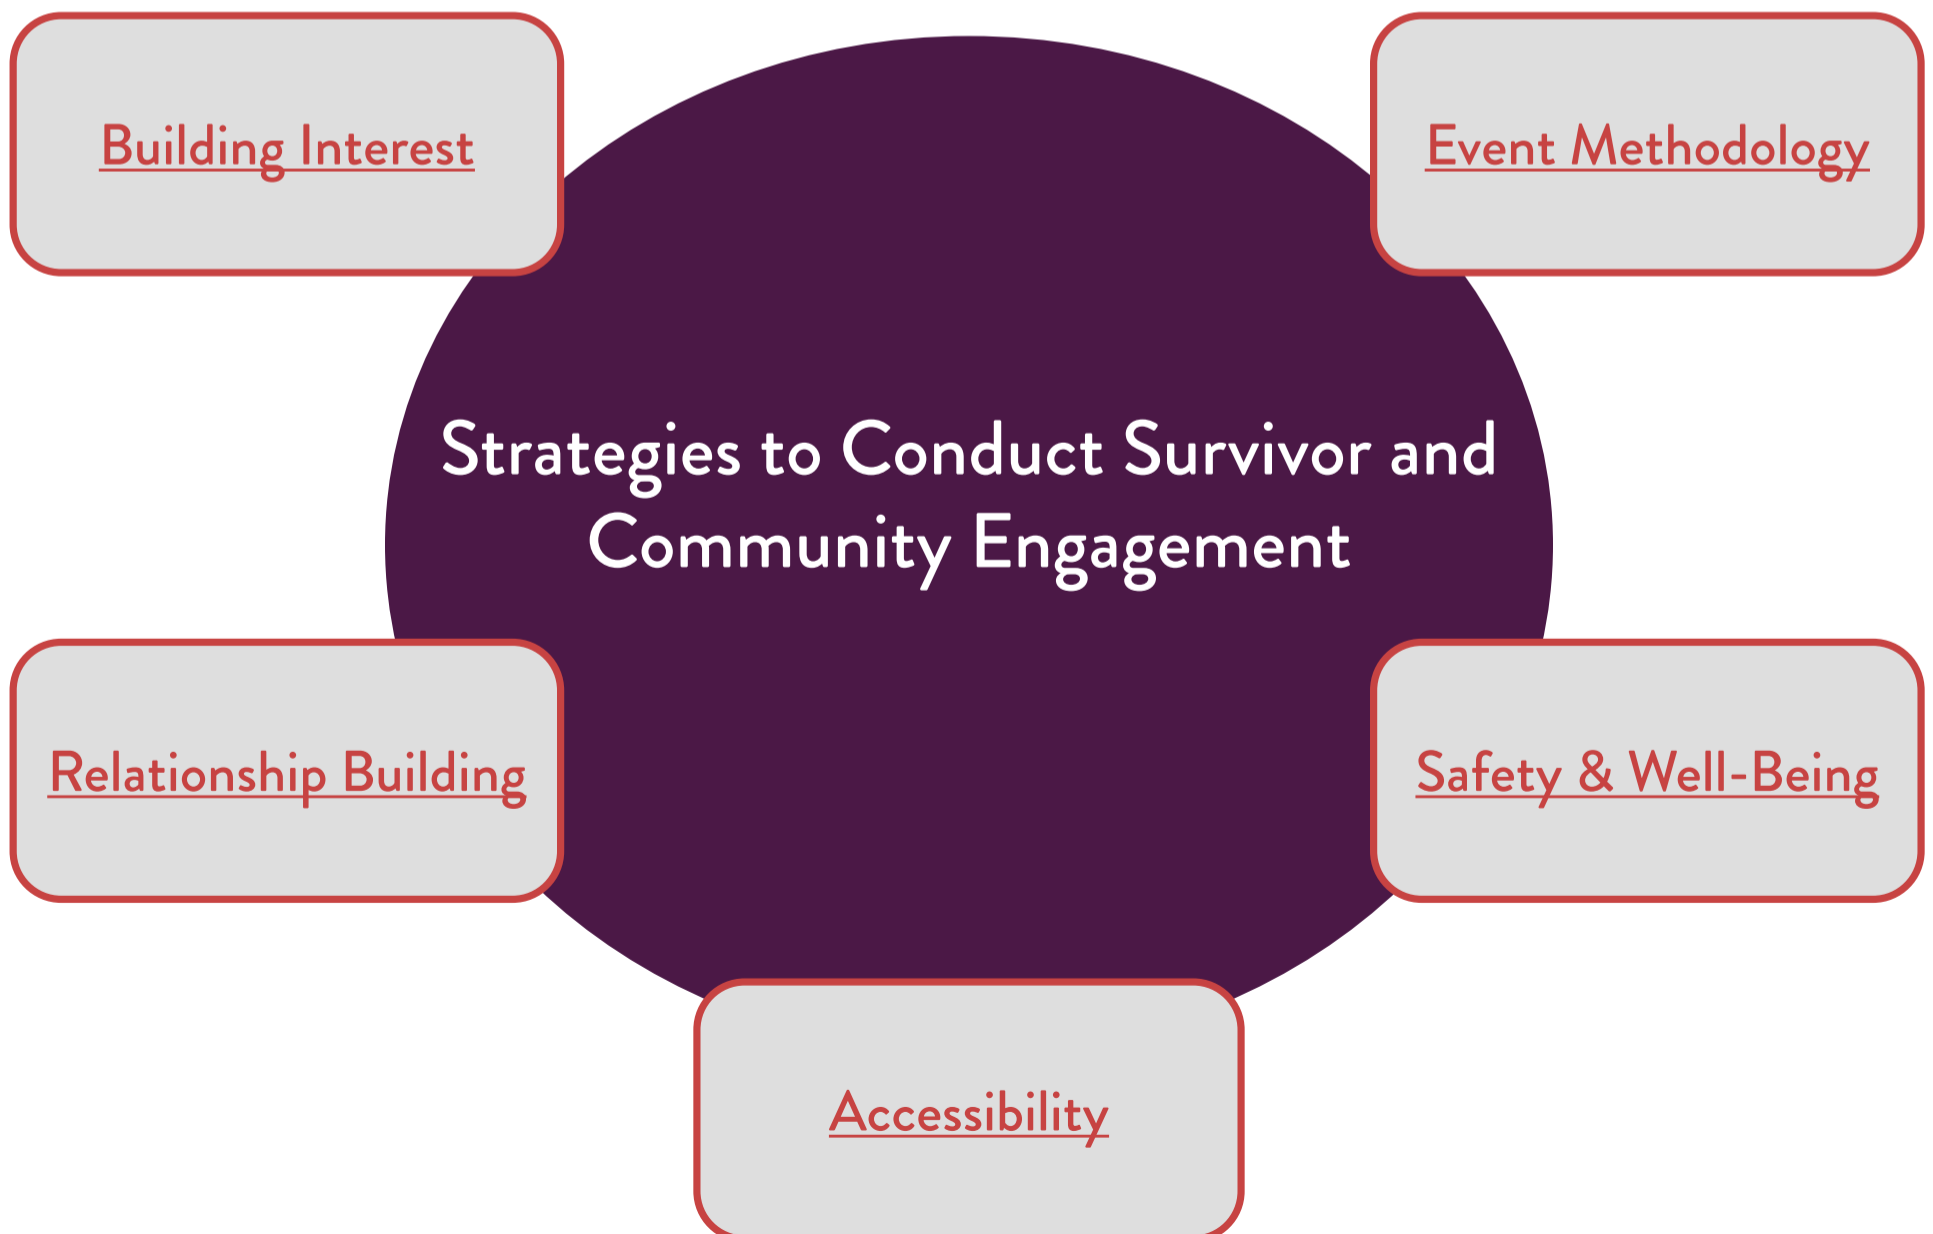 Building Interest
Event Methodology
Strategies to Conduct Survivor and
Community Engagement
Relationship Building
Safety & Well-Being
Accessibility